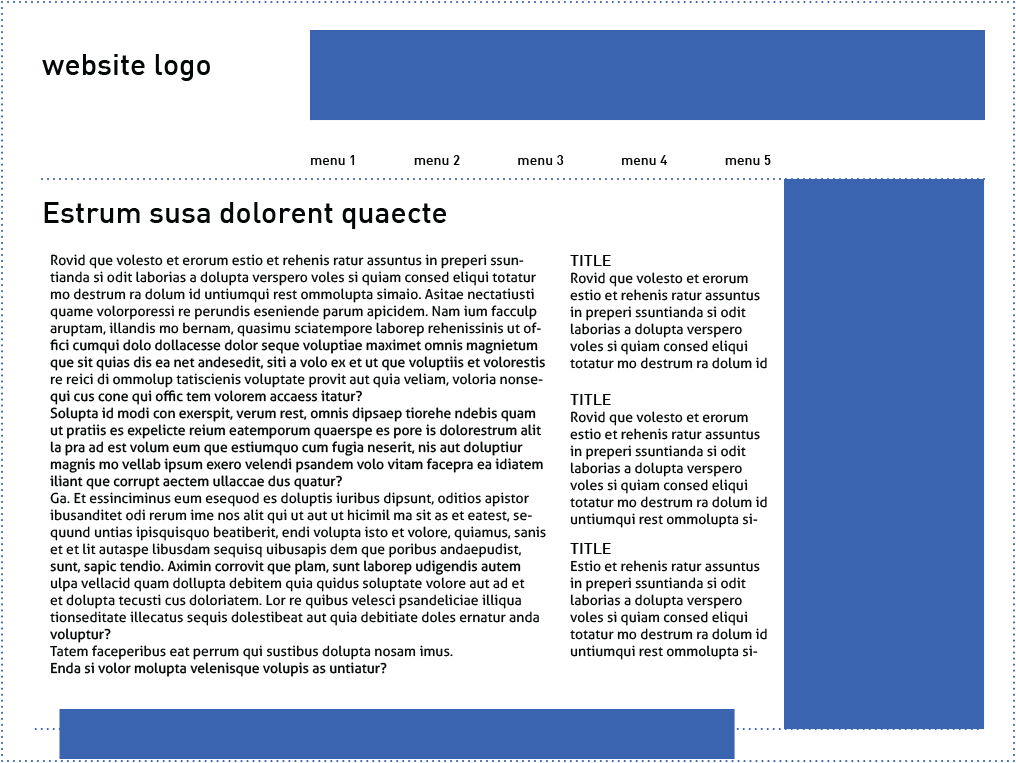 website logo
menu 1 menu 2 menu 3 menu 4 menu 5
Estrum susa dolorent quaecte
Rovid que volesto et erorum estio et rehenis ratur assuntus in preperi ssun-
tianda si odit laborias a dolupta verspero voles si quiam consed eliqui totatur
mo destrum ra dolum id untiumqui rest ommolupta simaio. Asitae nectatiusti
quame volorporessi re perundis eseniende parum apicidem. Nam ium facculp
aruptam, illandis mo bernam, quasimu sciatempore laborep rehenissinis ut of-
fici cumqui dolo dollacesse dolor seque voluptiae maximet omnis magnietum
que sit quias dis ea net andesedit, siti a volo ex et ut que voluptiis et volorestis
re reici di ommolup tatiscienis voluptate provit aut quia veliam, voloria nonse-
qui cus cone qui offic tem volorem accaess itatur?
Solupta id modi con exerspit, verum rest, omnis dipsaep tiorehe ndebis quam
ut pratiis es expelicte reium eatemporum quaerspe es pore is dolorestrum alit
la pra ad est volum eum que estiumquo cum fugia neserit, nis aut doluptiur
magnis mo vellab ipsum exero velendi psandem volo vitam facepra ea idiatem
iliant que corrupt aectem ullaccae dus quatur?
Ga. Et essinciminus eum esequod es doluptis iuribus dipsunt, oditios apistor
ibusanditet odi rerum ime nos alit qui ut aut ut hicimil ma sit as et eatest, se-
quund untias ipisquisquo beatiberit, endi volupta isto et volore, quiamus, sanis
et et lit autaspe libusdam sequisq uibusapis dem que poribus andaepudist,
sunt, sapic tendio. Aximin corrovit que plam, sunt laborep udigendis autem
ulpa vellacid quam dollupta debitem quia quidus soluptate volore aut ad et
et dolupta tecusti cus doloriatem. Lor re quibus velesci psandeliciae illiqua
tionseditate illecatus sequis dolestibeat aut quia debitiate doles ernatur anda
voluptur?
Tatem faceperibus eat perrum qui sustibus dolupta nosam imus.
Enda si volor molupta velenisque volupis as untiatur?
TITLE
Rovid que volesto et erorum
estio et rehenis ratur assuntus
in preperi ssuntianda si odit
laborias a dolupta verspero
voles si quiam consed eliqui
totatur mo destrum ra dolum id
TITLE
Rovid que volesto et erorum
estio et rehenis ratur assuntus
in preperi ssuntianda si odit
laborias a dolupta verspero
voles si quiam consed eliqui
totatur mo destrum ra dolum id
untiumqui rest ommolupta si-
TITLE
Estio et rehenis ratur assuntus
in preperi ssuntianda si odit
laborias a dolupta verspero
voles si quiam consed eliqui
totatur mo destrum ra dolum id
untiumqui rest ommolupta si-